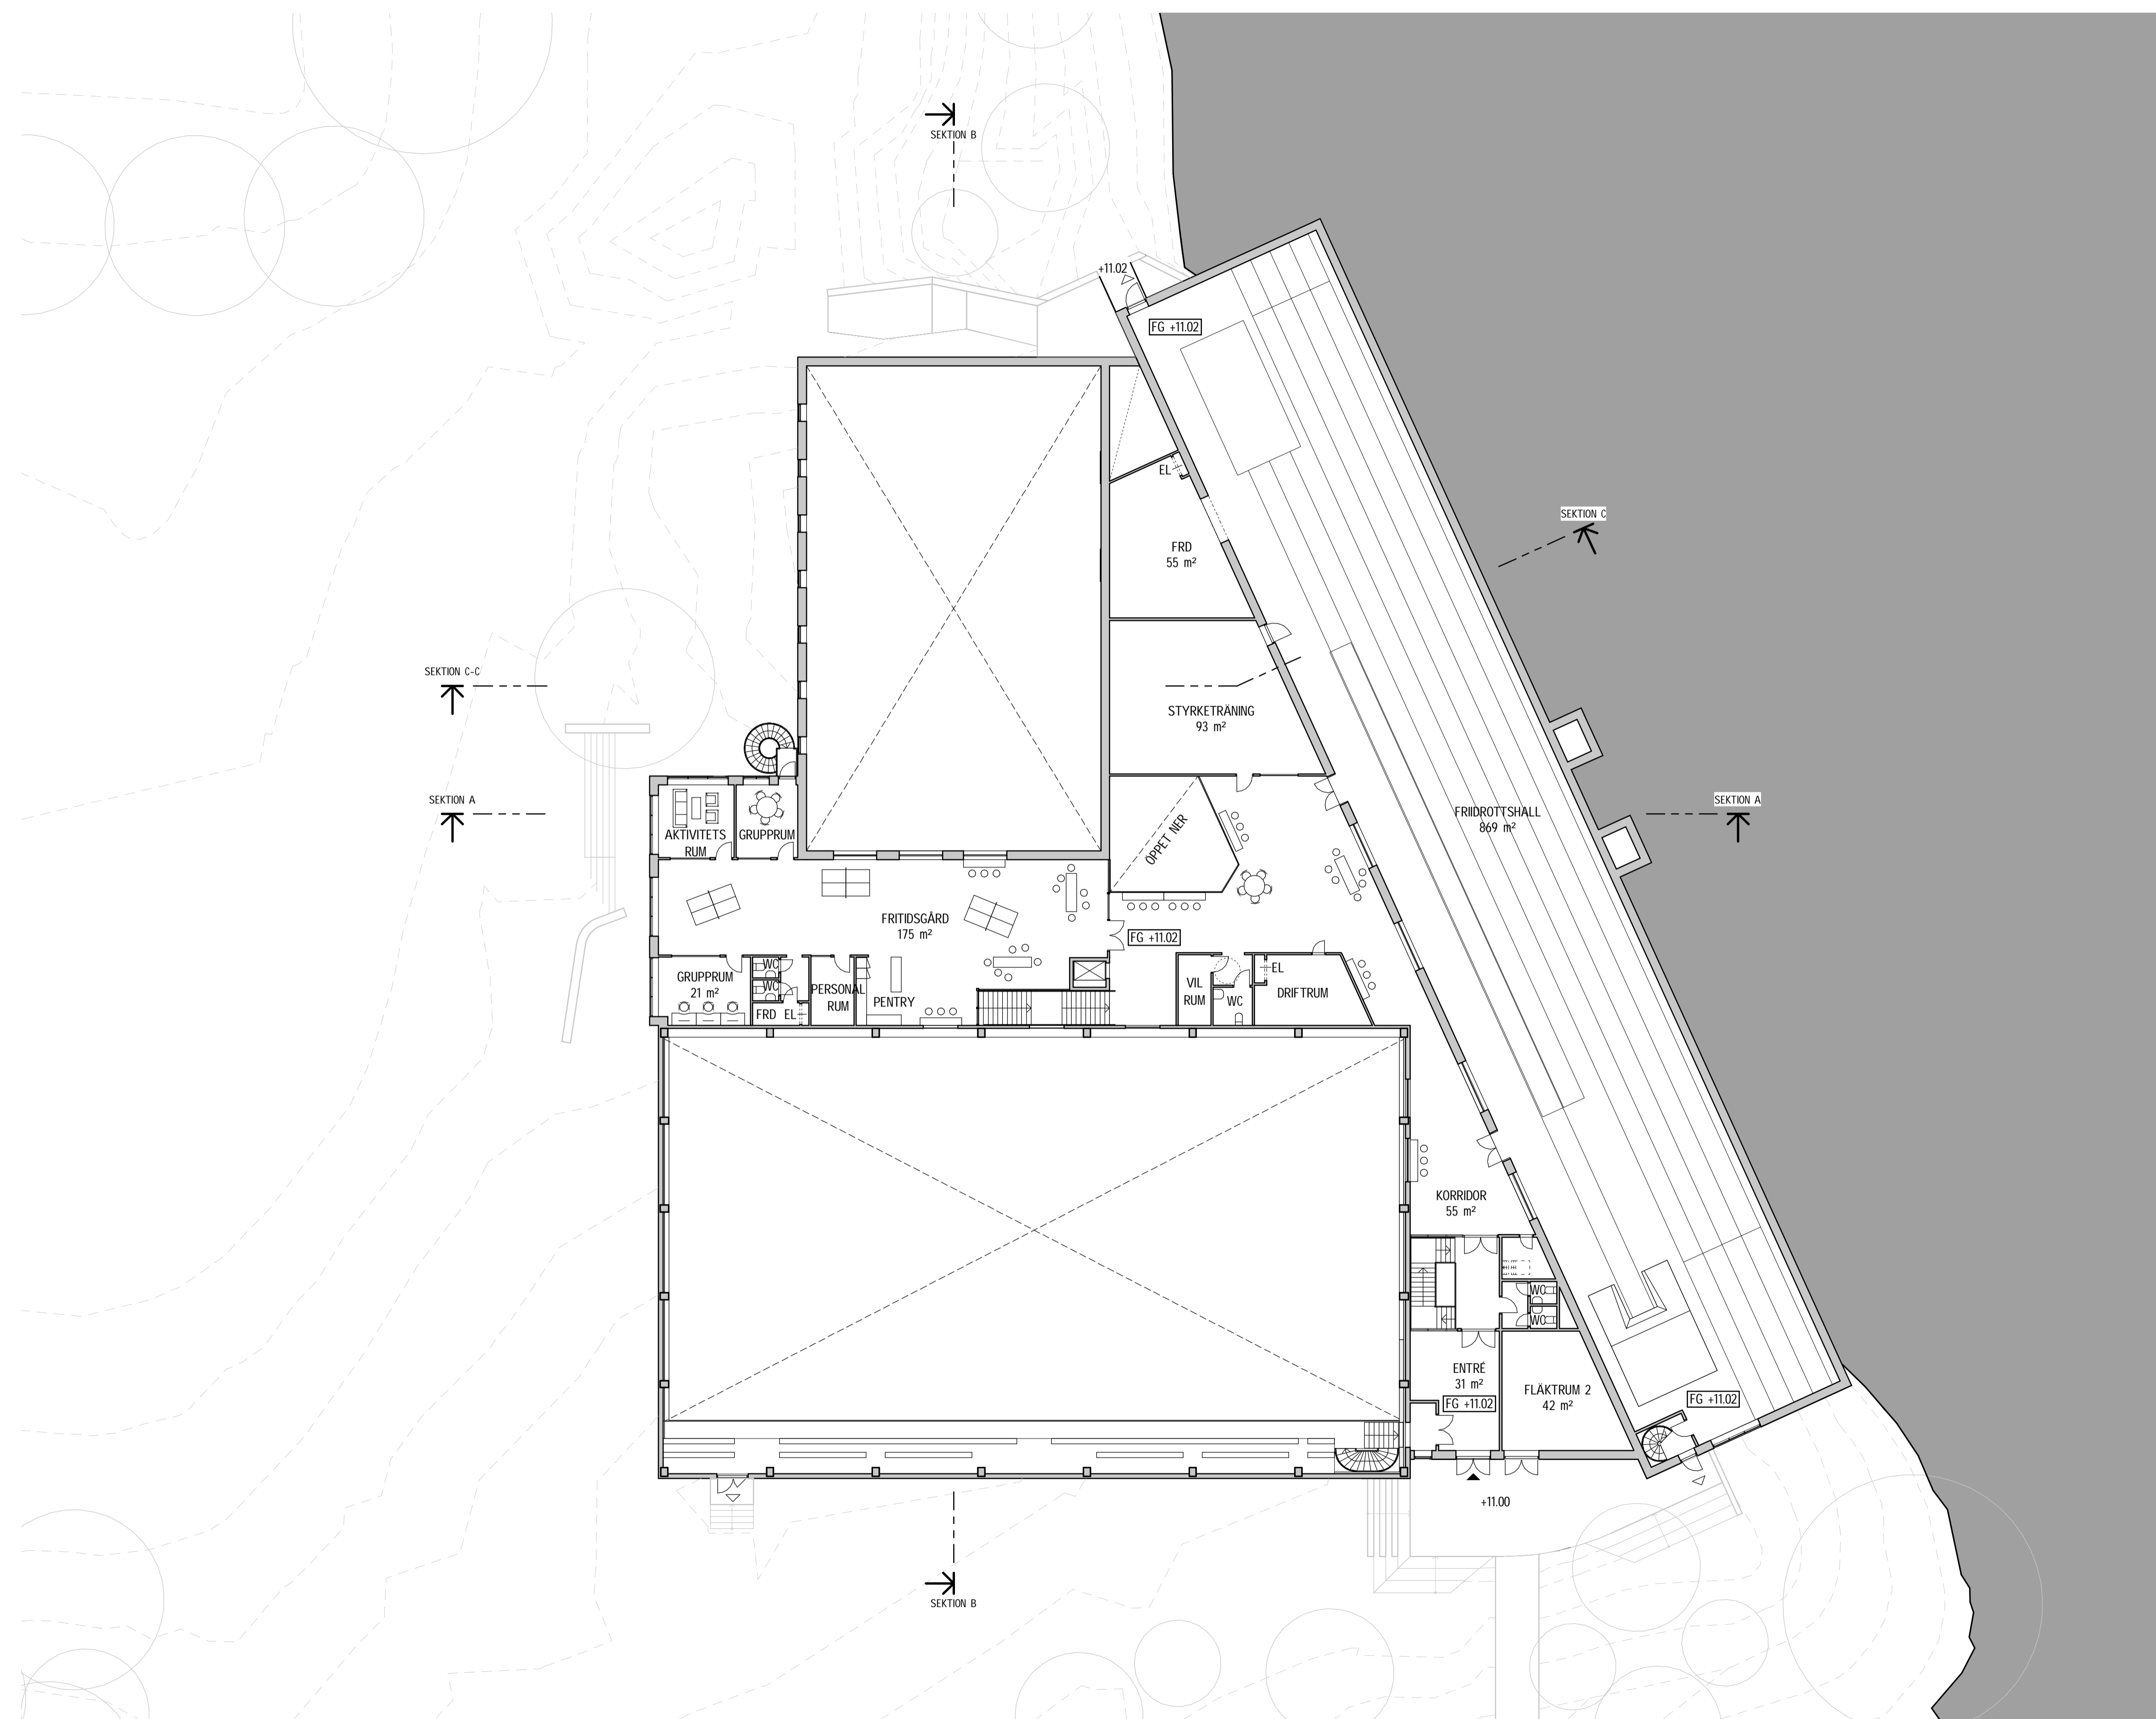 SEKTION B
+11.02
FG +11.02
EL
SEKTION C
FRD
55 m²
SEKTION C-C
STYRKETRÄNING
93 m²
SEKTION A
SEKTION A
FRIIDROTTSHALL
869 m²
AKTIVITETS
RUM
GRUPPRUM
ÖPPET NER
FRITIDSGÅRD
175 m²
FG +11.02
GRUPPRUM
21 m²
WC
WC
FRD
EL
PERSONAL
RUM
PENTRY
VIL
RUM
WC
EL
DRIFTRUM
KORRIDOR
55 m²
WC
WC
ENTRÉ
31 m²
FG +11.02
FLÄKTRUM 2
42 m²
FG +11.02
+11.00
SEKTION B